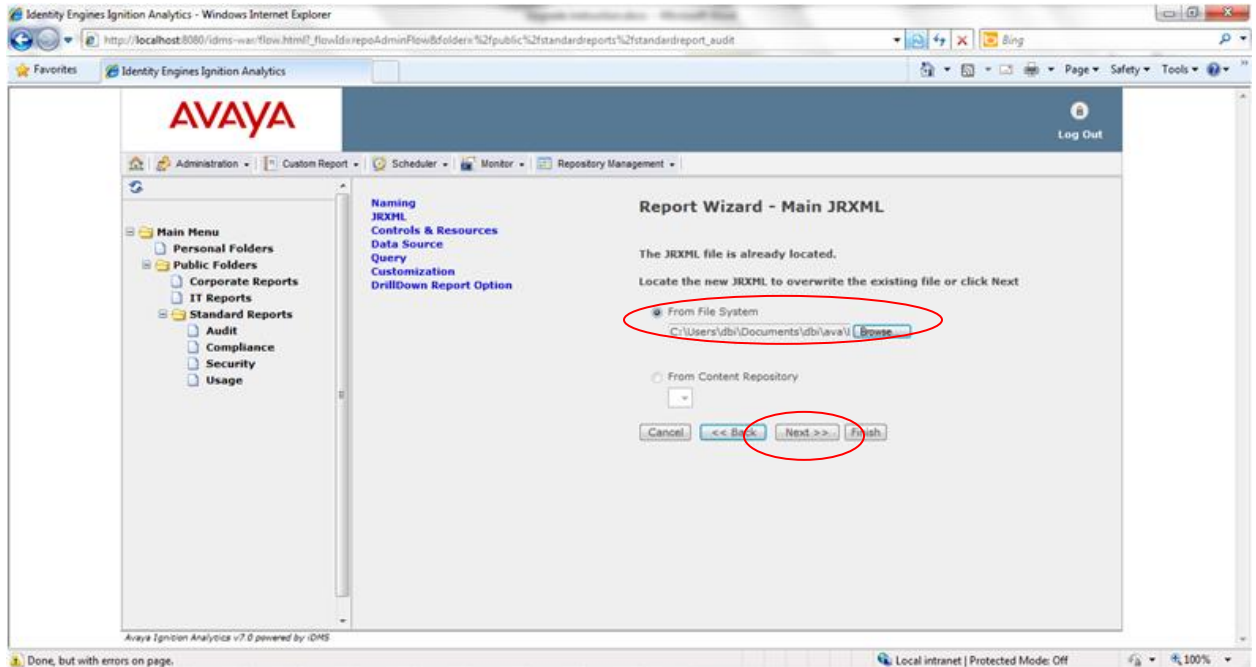 Identity Engines Ignition Analytics - Windows Internet Explorer
http://localhost:8080/idms-war/flow.html?_flowId=repoAdminFlow&folder=%2fpublic%2fstandardreports%2fstandardreport_audit
Bing
Favorites
Identity Engines Ignition Analytics
Page
Safety
Tools
AVAYA
Log Out
Administration
Custom Report
Scheduler
Monitor
Repository Management
Main Menu
Personal Folders
Public Folders
Corporate Reports
IT Reports
Standard Reports
Audit
Compliance
Security
Usage
Naming
JRXML
Controls & Resources
Data Source
Query
Customization
DrillDown Report Option
Report Wizard - Main JRXML
The JRXML file is already located.
Locate the new JRXML to overwrite the existing file or click Next
From File System
C:\Users\dbi\Documents\dbi\ava\I
Browse...
From Content Repository
Cancel
<< Back
Next >>
Finish
Avaya Ignition Analytics v7.0 powered by iDMS
Done, but with errors on page.
Local intranet | Protected Mode: Off
100%